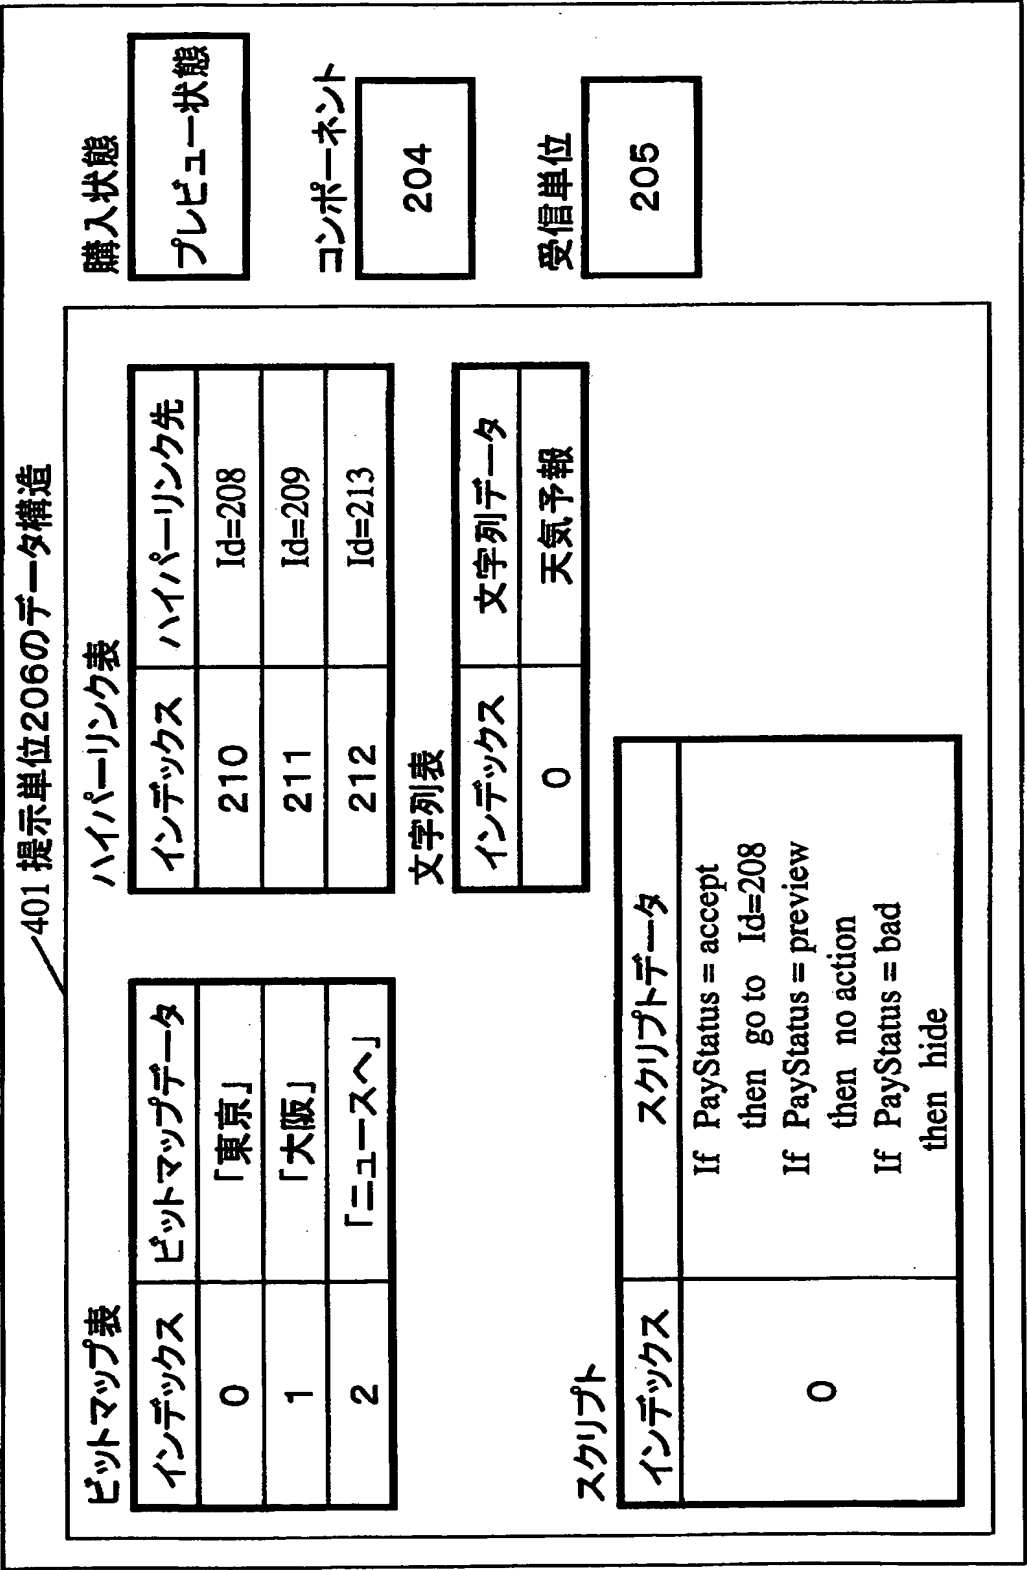 401 提示単位206のデータ構造
ビットマップ表
インデックス ビットマップデータ
0 「東京」
1 「大阪」
2 「ニュースへ」
ハイパーリンク表
インデックス ハイパーリンク先
210 Id=208
211 Id=209
212 Id=213
文字列表
インデックス 文字列データ
0 天気予報
スクリプト
インデックス スクリプトデータ
0
If PayStatus = accept
then go to Id=208
If PayStatus = preview
then no action
If PayStatus = bad
then hide
購入状態
プレビュー状態
コンポーネント
204
受信単位
205